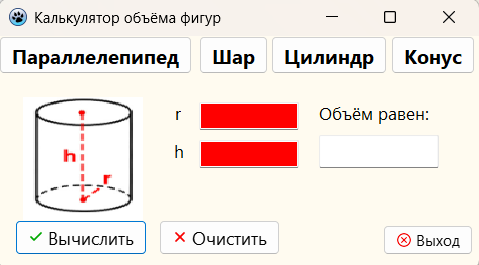 Калькулятор объёма фигур
Параллелепипед Шар Цилиндр Конус
r Объём равен:
h
h
r
Вычислить Очистить Выход